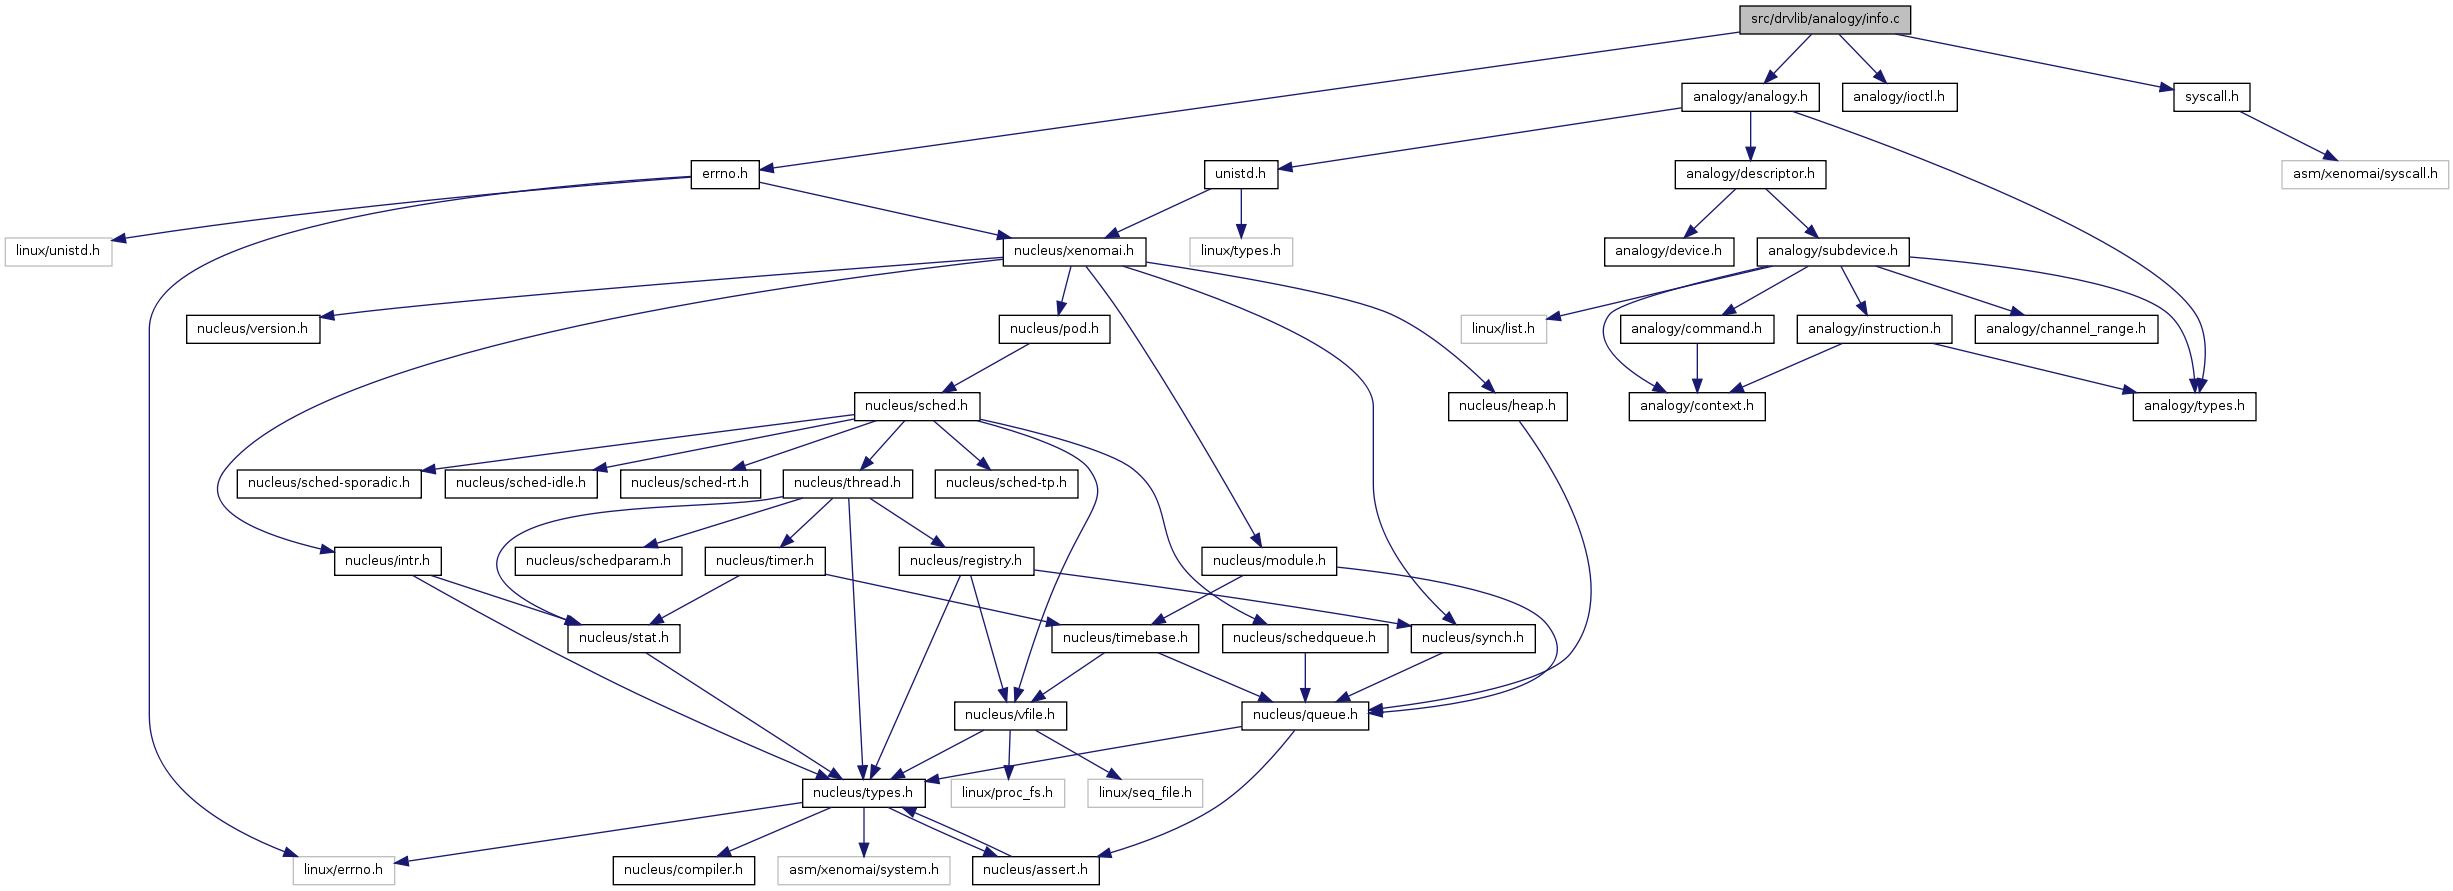 src/drvlib/analogy/info.c
analogy/analogy.h
analogy/ioctl.h
syscall.h
errno.h
unistd.h
analogy/descriptor.h
asm/xenomai/syscall.h
linux/unistd.h
nucleus/xenomai.h
linux/types.h
analogy/device.h
analogy/subdevice.h
nucleus/version.h
nucleus/pod.h
linux/list.h
analogy/command.h
analogy/instruction.h
analogy/channel_range.h
nucleus/sched.h
nucleus/heap.h
analogy/context.h
analogy/types.h
nucleus/sched-sporadic.h
nucleus/sched-idle.h
nucleus/sched-rt.h
nucleus/thread.h
nucleus/sched-tp.h
nucleus/intr.h
nucleus/schedparam.h
nucleus/timer.h
nucleus/registry.h
nucleus/module.h
nucleus/stat.h
nucleus/timebase.h
nucleus/schedqueue.h
nucleus/synch.h
nucleus/vfile.h
nucleus/queue.h
nucleus/types.h
linux/proc_fs.h
linux/seq_file.h
linux/errno.h
nucleus/compiler.h
asm/xenomai/system.h
nucleus/assert.h